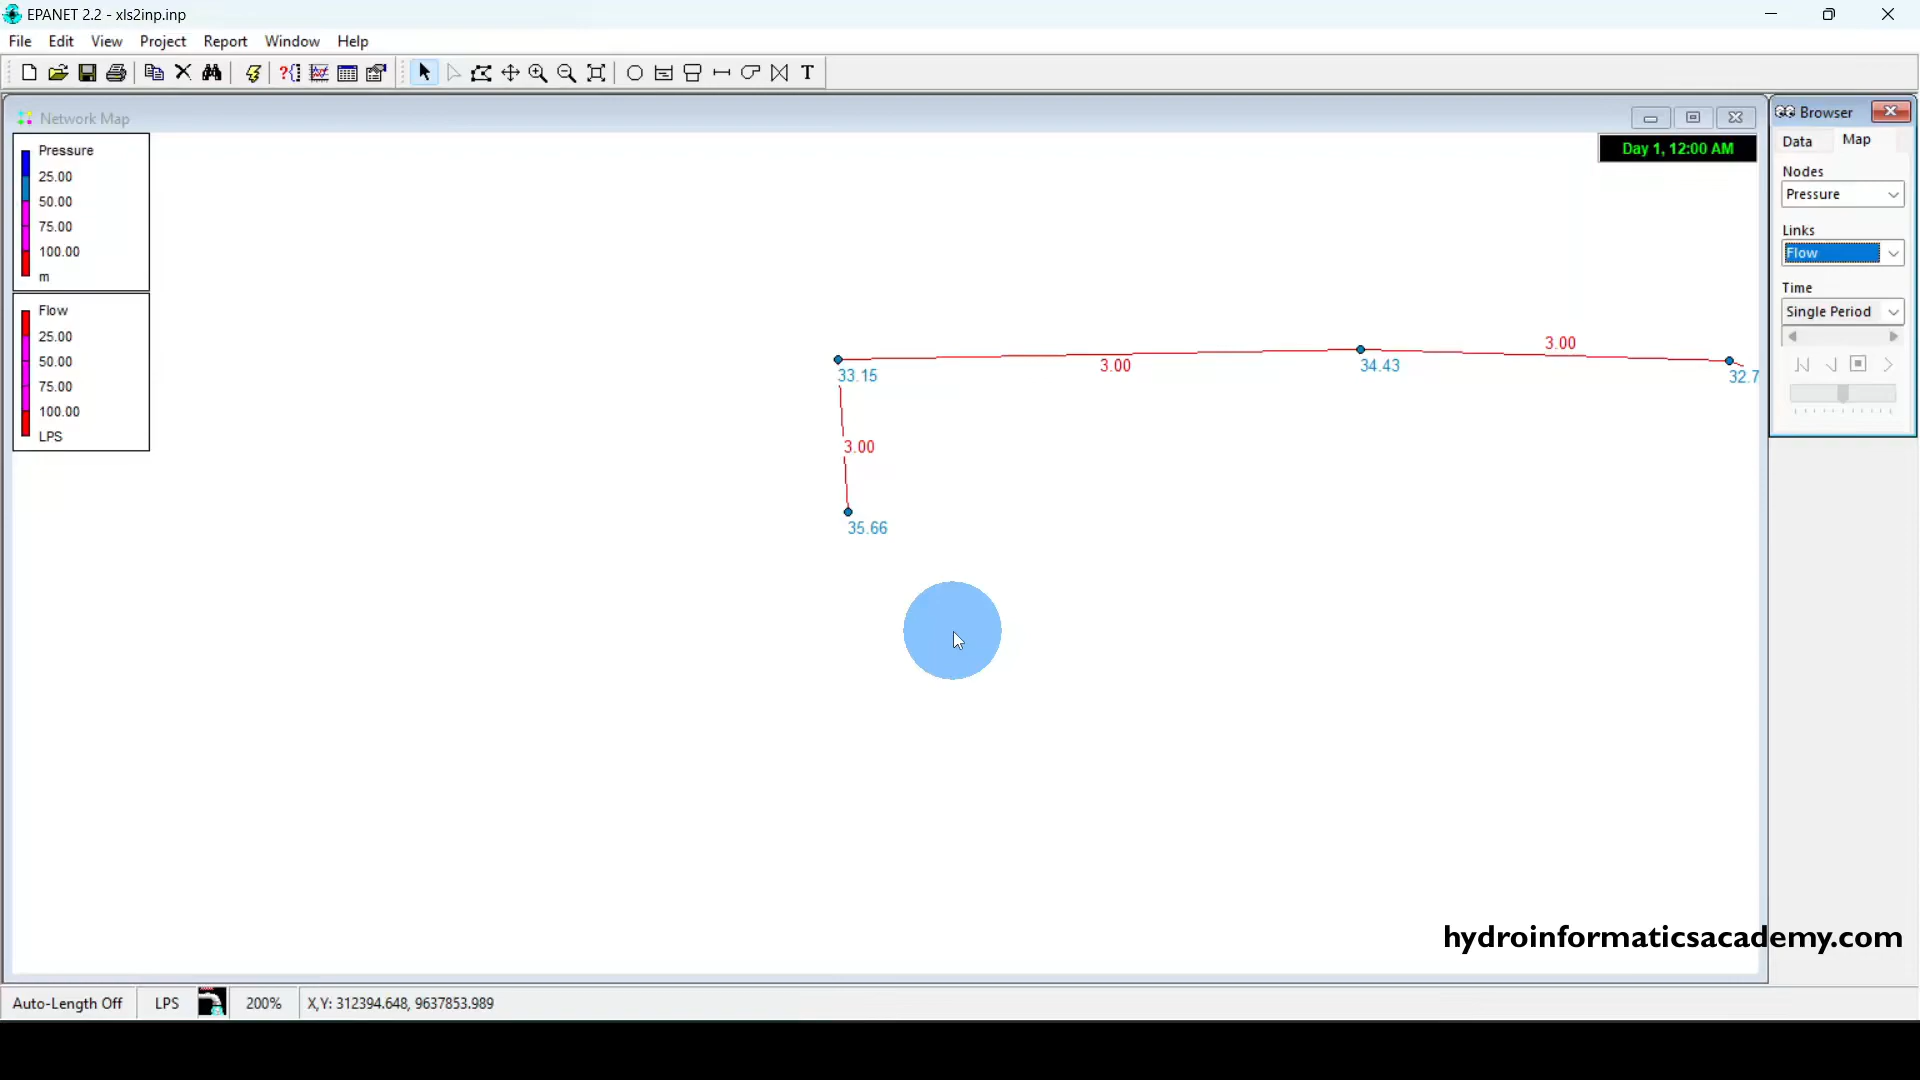 EPANET 2.2 - xls2inp.inp
File Edit View Project Report Window Help
T
Network Map
Browser
Day 1, 12:00 AM
Data Map
Pressure
25.00
50.00
75.00
100.00
m
Nodes
Pressure
Links
Flow
Time
Single Period
Flow
25.00
50.00
75.00
100.00
LPS
3.00
33.15
3.00
34.43
32.7
3.00
35.66
hydroinformaticsacademy.com
Auto-Length Off LPS 200% X,Y: 312394.648, 9637853.989